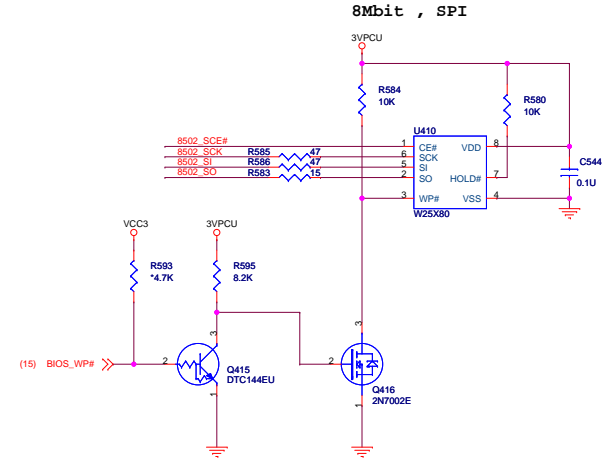 8Mbit , SPI
3VPCU
R584
10K
R580
10K
U410
8502_SCE#
8502_SCK
8502_SI
8502_SO
R585
R586
R583
47
47
15
1
6
5
2
3
CE#
SCK
SI
SO
WP#
VDD
HOLD#
VSS
8
7
4
W25X80
C544
0.1U
VCC3
3VPCU
R593
*4.7K
R595
8.2K
(15) BIOS_WP#
2
3
1
Q415
DTC144EU
2
3
1
Q416
2N7002E